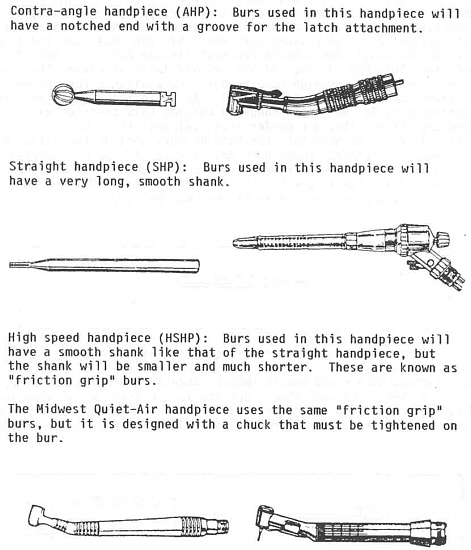 Contra-angle handpiece (AHP):  Burs used in this handpiece will
have a notched end with a groove for the latch attachment.
Straight handpiece (SHP):  Burs used in this handpiece will
have a very long, smooth shank.
High speed handpiece (HSHP):  Burs used in this handpiece will
have a smooth shank like that of the straight handpiece, but
the shank will be smaller and much shorter.  These are known as
"friction grip" burs.
The Midwest Quiet-Air handpiece uses the same "friction grip"
burs, but it is designed with a chuck that must be tightened on
the bur.